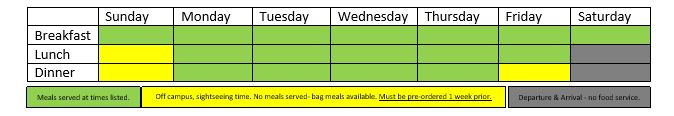 Sunday Monday Tuesday Wednesday Thursday Friday Saturday
Breakfast
Lunch
Dinner
Meals served at times listed. Off campus, sightseeing time. No meals served- bag meals available. Must be pre-ordered 1 week prior. Departure & Arrival - no food service.